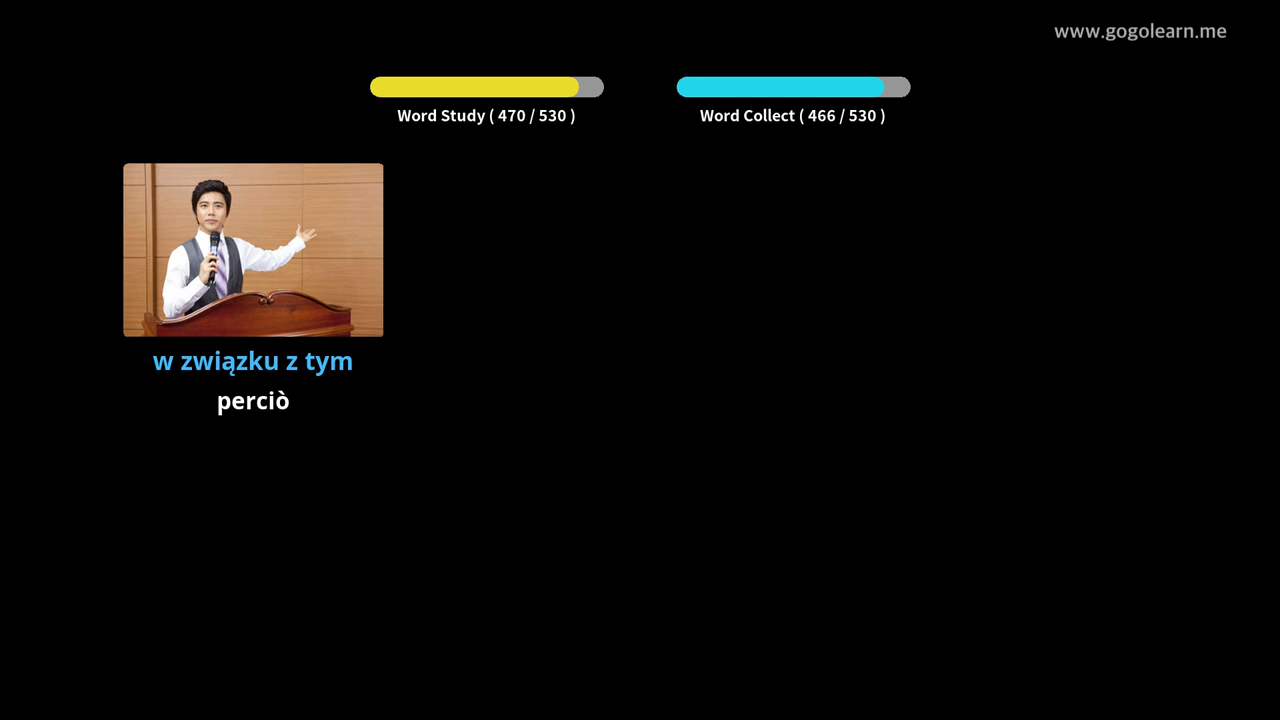 www.gogolearn.me
Word Study ( 470 / 530 )
Word Collect ( 466 / 530 )
w związku z tym
perciò